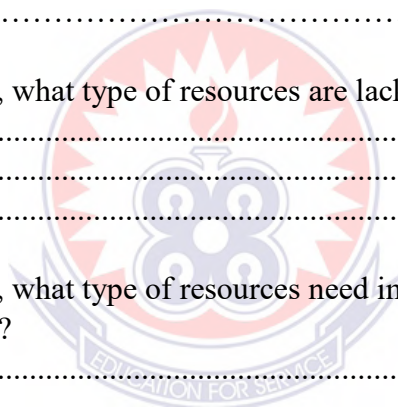 ................................................
, what type of resources are lack
................................................
................................................
................................................
, what type of resources need in
?
................................................
EDUCATION FOR SERVICE